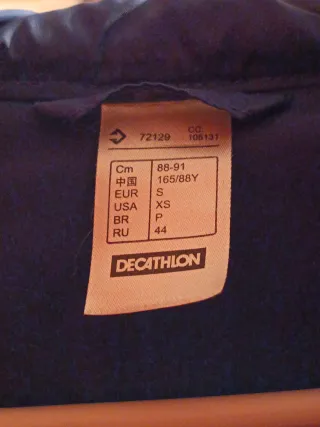 72129 CC:
105131
Cm 88-91
中国 165/88Y
EUR S
USA XS
BR P
RU 44
DECATHLON